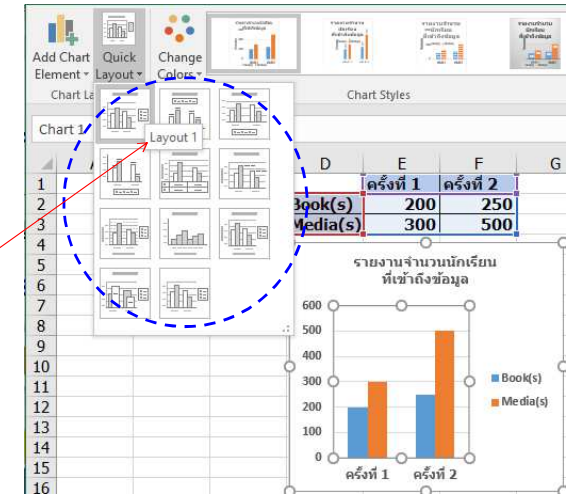 Add Chart Element
Quick Layout
Change Colors
Chart La
Chart Styles
Chart 1
Layout 1
D E F G
1 ครั้งที่ 1 ครั้งที่ 2
2 Book(s) 200 250
3 Media(s) 300 500
4
5
6
7
8
9
10
11
12
13
14
15
16
รายงานจำนวนนักเรียน
ที่เข้าถึงข้อมูล
600
500
400
300
200
100
0
ครั้งที่ 1 ครั้งที่ 2
Book(s)
Media(s)